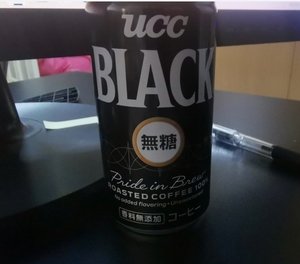 UCC
BLACK
無糖
Pride in Brew
ROASTED COFFEE 100%
No added flavoring • Unsweetened
香料無添加 コーヒー